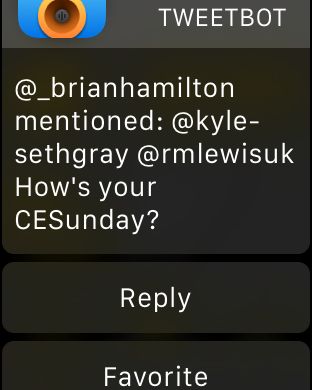 TWEETBOT
@_brianhamilton
mentioned: @kyle-
sethgray @rmlewisuk
How's your
CESunday?
Reply
Favorite